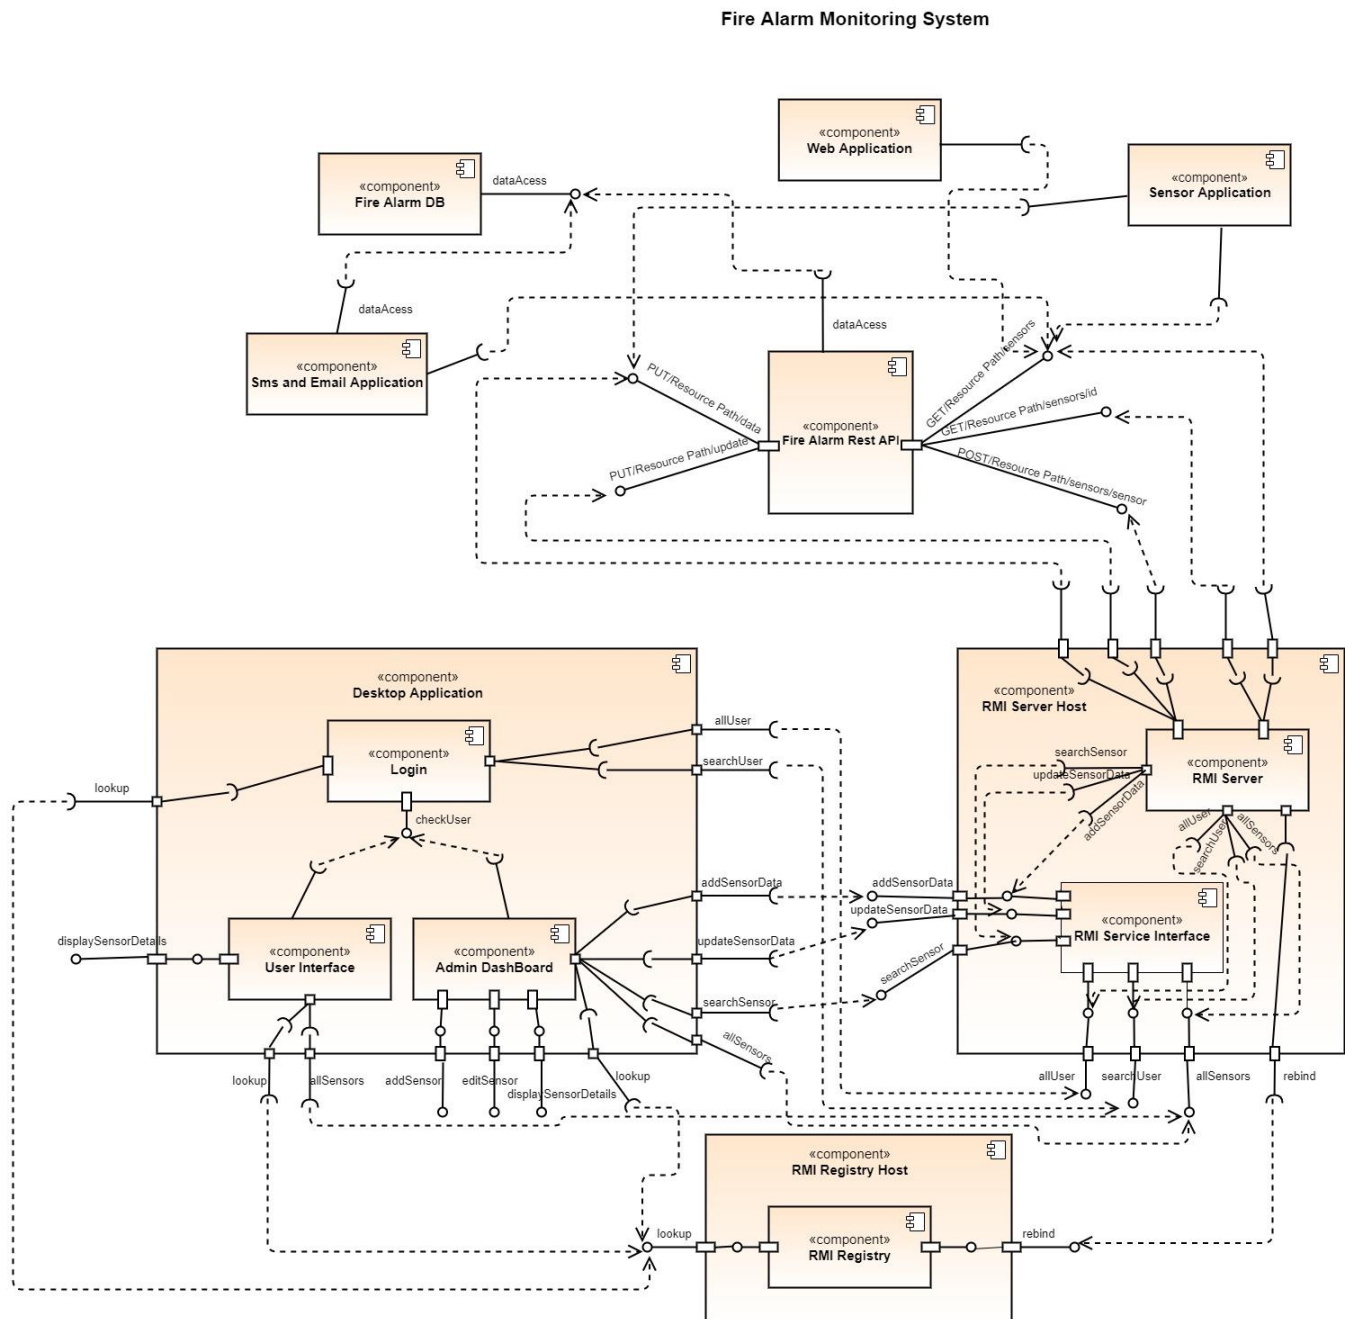 Fire Alarm Monitoring System
«component»
Web Application
«component»
Fire Alarm DB
dataAcess
«component»
Sensor Application
dataAcess
dataAcess
«component»
Sms and Email Application
«component»
Fire Alarm Rest API
PUT/Resource Path/data
PUT/Resource Path/update
GET/Resource Path/sensors
GET/Resource Path/sensors/id
POST/Resource Path/sensors/sensor
«component»
Desktop Application
«component»
Login
lookup
checkUser
allUser
searchUser
addSensorData
updateSensorData
searchSensor
allSensors
«component»
User Interface
displaySensorDetails
«component»
Admin DashBoard
lookup
allSensors
addSensor
editSensor
displaySensorDetails
lookup
«component»
RMI Server Host
«component»
RMI Server
searchSensor
updateSensorData
addSensorData
allUser
searchUser
allSensors
addSensorData
updateSensorData
searchSensor
«component»
RMI Service Interface
allUser
searchUser
allSensors
rebind
«component»
RMI Registry Host
«component»
RMI Registry
lookup
rebind